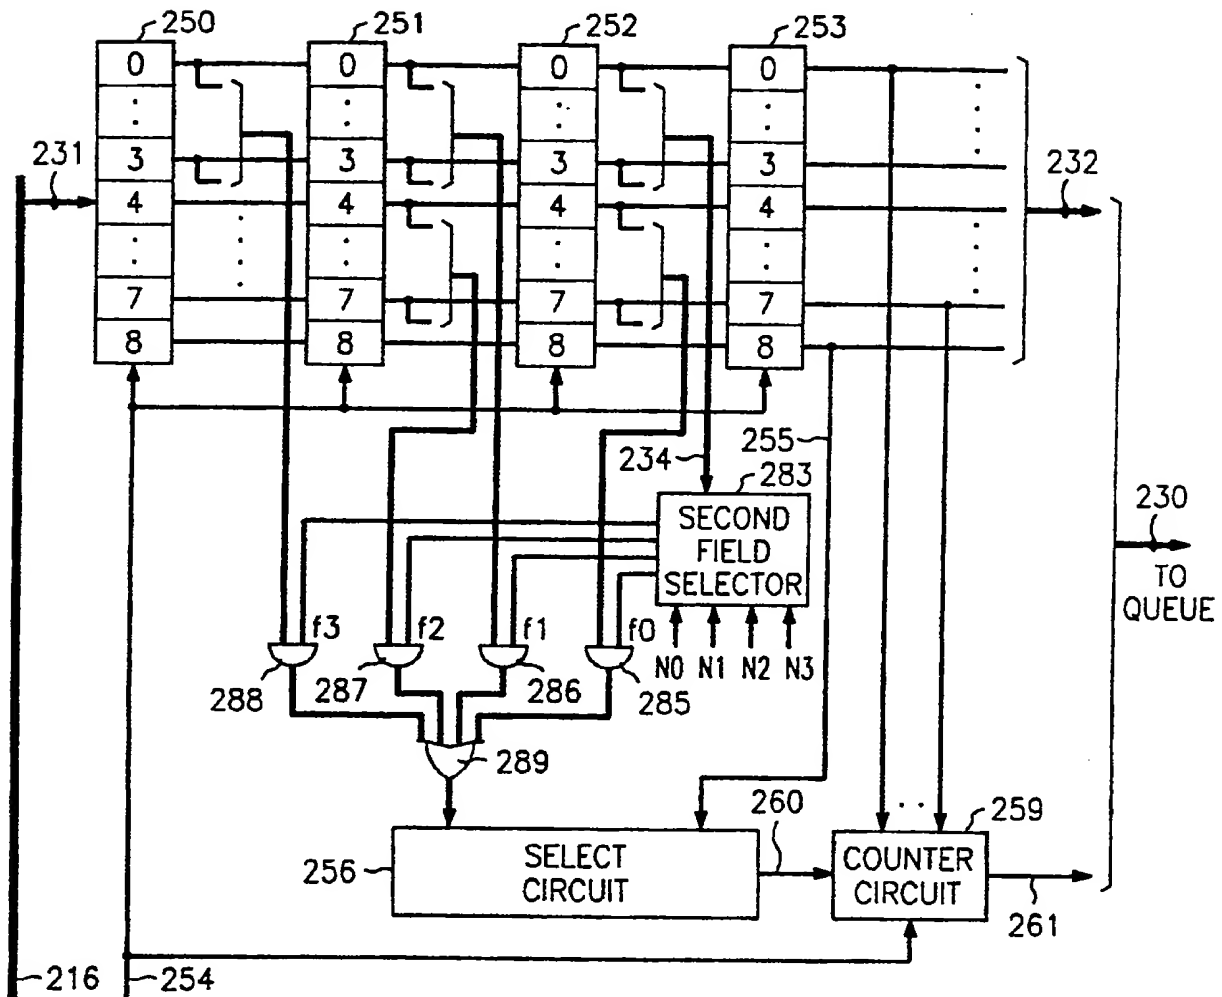 250 251 252 253
0 0 0 0
3 3 3 3
231 232
4 4 4 4
7 7 7 7
8 8 8 8
255
234
283
SECOND
FIELD
SELECTOR
230
TO
QUEUE
f3 f2 f1 f0
N0 N1 N2 N3
288 287 286 285
289
260 259
256
SELECT
CIRCUIT
COUNTER
CIRCUIT
261
216 254